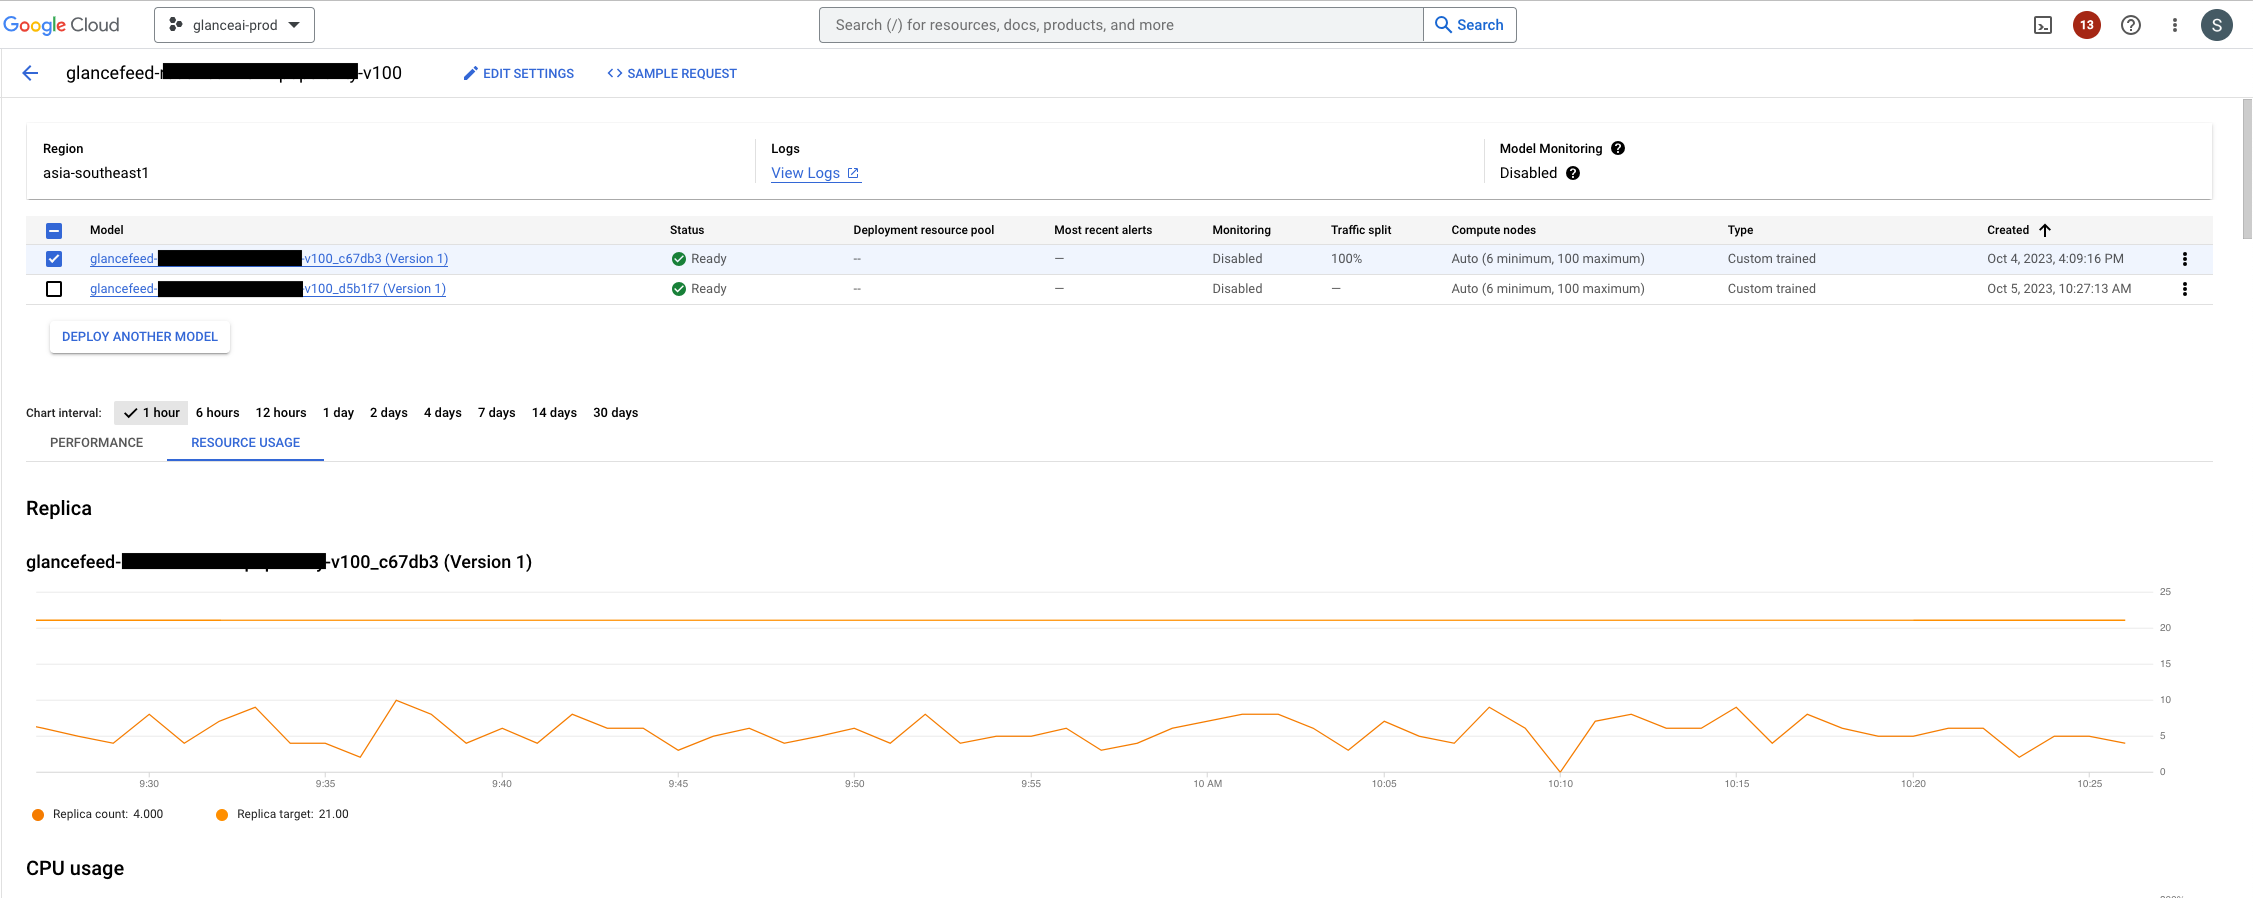 Google Cloud glanceai-prod Search (/) for resources, docs, products, and more Search 13 S
glancefeed- -v100 EDIT SETTINGS <> SAMPLE REQUEST
Region Logs Model Monitoring
asia-southeast1 View Logs Disabled
Model Status Deployment resource pool Most recent alerts Monitoring Traffic split Compute nodes Type Created
glancefeed- -v100_c67db3 (Version 1) Ready -- — Disabled 100% Auto (6 minimum, 100 maximum) Custom trained Oct 4, 2023, 4:09:16 PM
glancefeed- -v100_d5b1f7 (Version 1) Ready -- — Disabled — Auto (6 minimum, 100 maximum) Custom trained Oct 5, 2023, 10:27:13 AM
DEPLOY ANOTHER MODEL
Chart interval: 1 hour 6 hours 12 hours 1 day 2 days 4 days 7 days 14 days 30 days
PERFORMANCE RESOURCE USAGE
Replica
glancefeed- -v100_c67db3 (Version 1)
25
20
15
10
5
0
9:30 9:35 9:40 9:45 9:50 9:55 10 AM 10:05 10:10 10:15 10:20 10:25
Replica count: 4.000 Replica target: 21.00
CPU usage